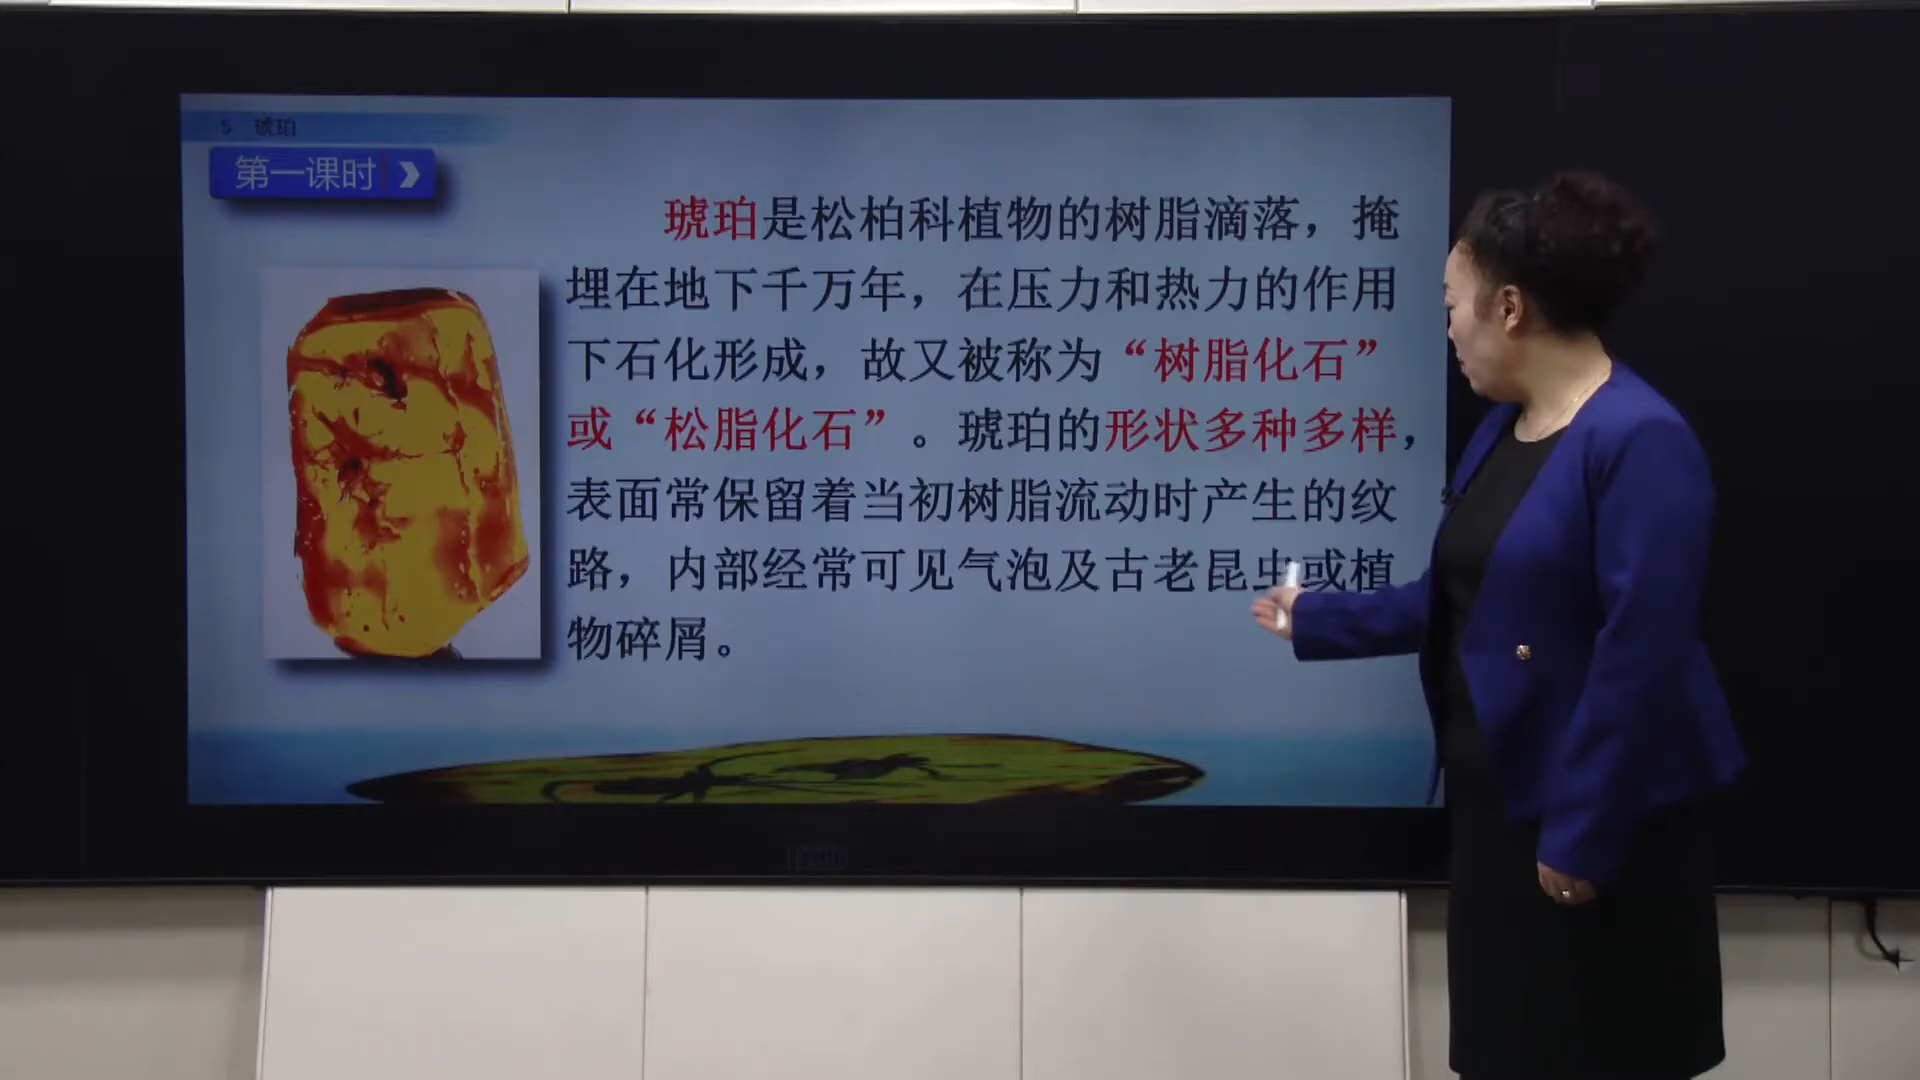 5 琥珀
第一课时
琥珀是松柏科植物的树脂滴落，掩
埋在地下千万年，在压力和热力的作用
下石化形成，故又被称为“树脂化石”
或“松脂化石”。琥珀的形状多种多样，
表面常保留着当初树脂流动时产生的纹
路，内部经常可见气泡及古老昆虫或植
物碎屑。